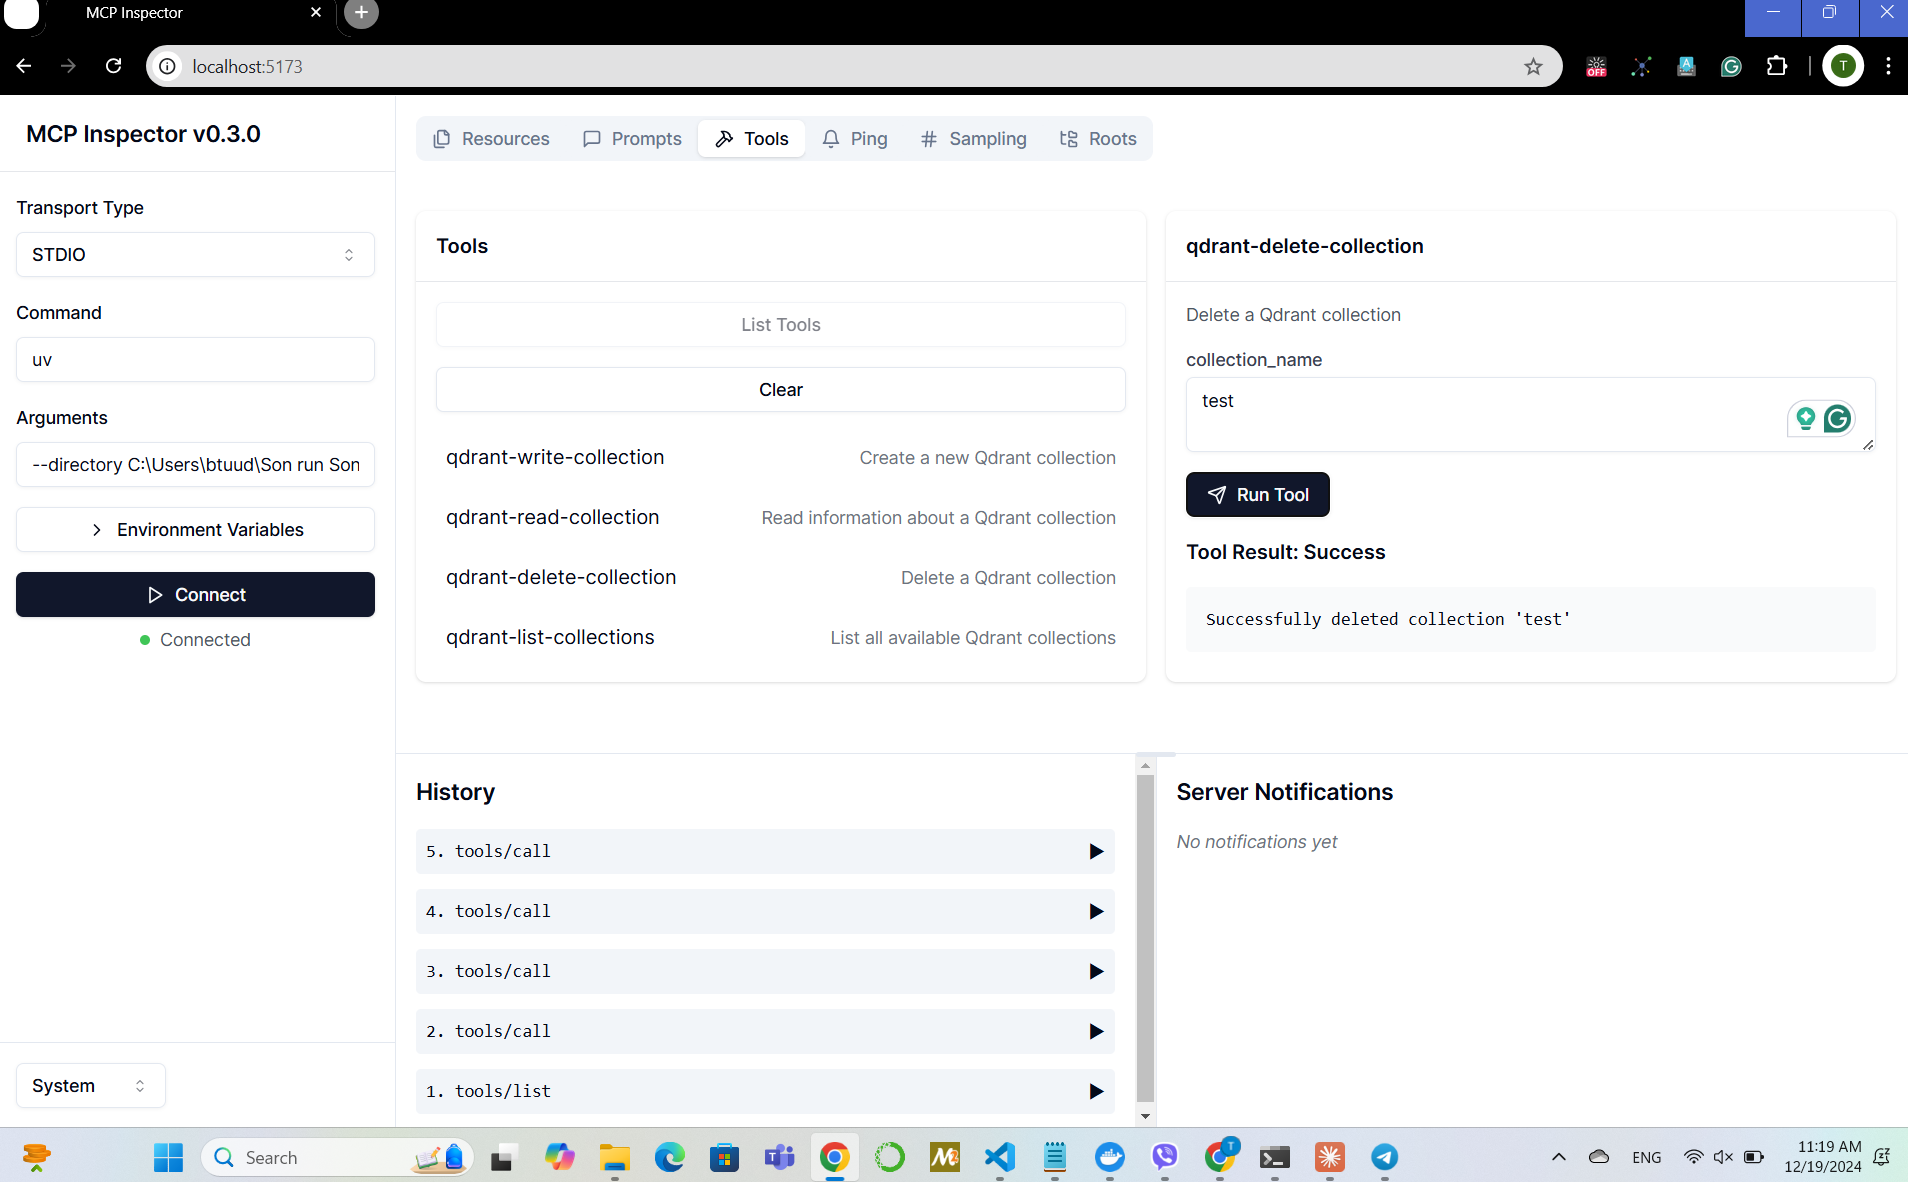 MCP Inspector
localhost:5173
OFF
A
T
MCP Inspector v0.3.0
Transport Type
STDIO
Command
uv
Arguments
--directory C:\Users\btuud\Son run Son
Environment Variables
Connect
Connected
System
Resources
Prompts
Tools
Ping
Sampling
Roots
Tools
List Tools
Clear
qdrant-write-collection
Create a new Qdrant collection
qdrant-read-collection
Read information about a Qdrant collection
qdrant-delete-collection
Delete a Qdrant collection
qdrant-list-collections
List all available Qdrant collections
qdrant-delete-collection
Delete a Qdrant collection
collection_name
test
Run Tool
Tool Result: Success
Successfully deleted collection 'test'
History
5. tools/call
4. tools/call
3. tools/call
2. tools/call
1. tools/list
Server Notifications
No notifications yet
Search
T
T
ENG
11:19 AM
12/19/2024